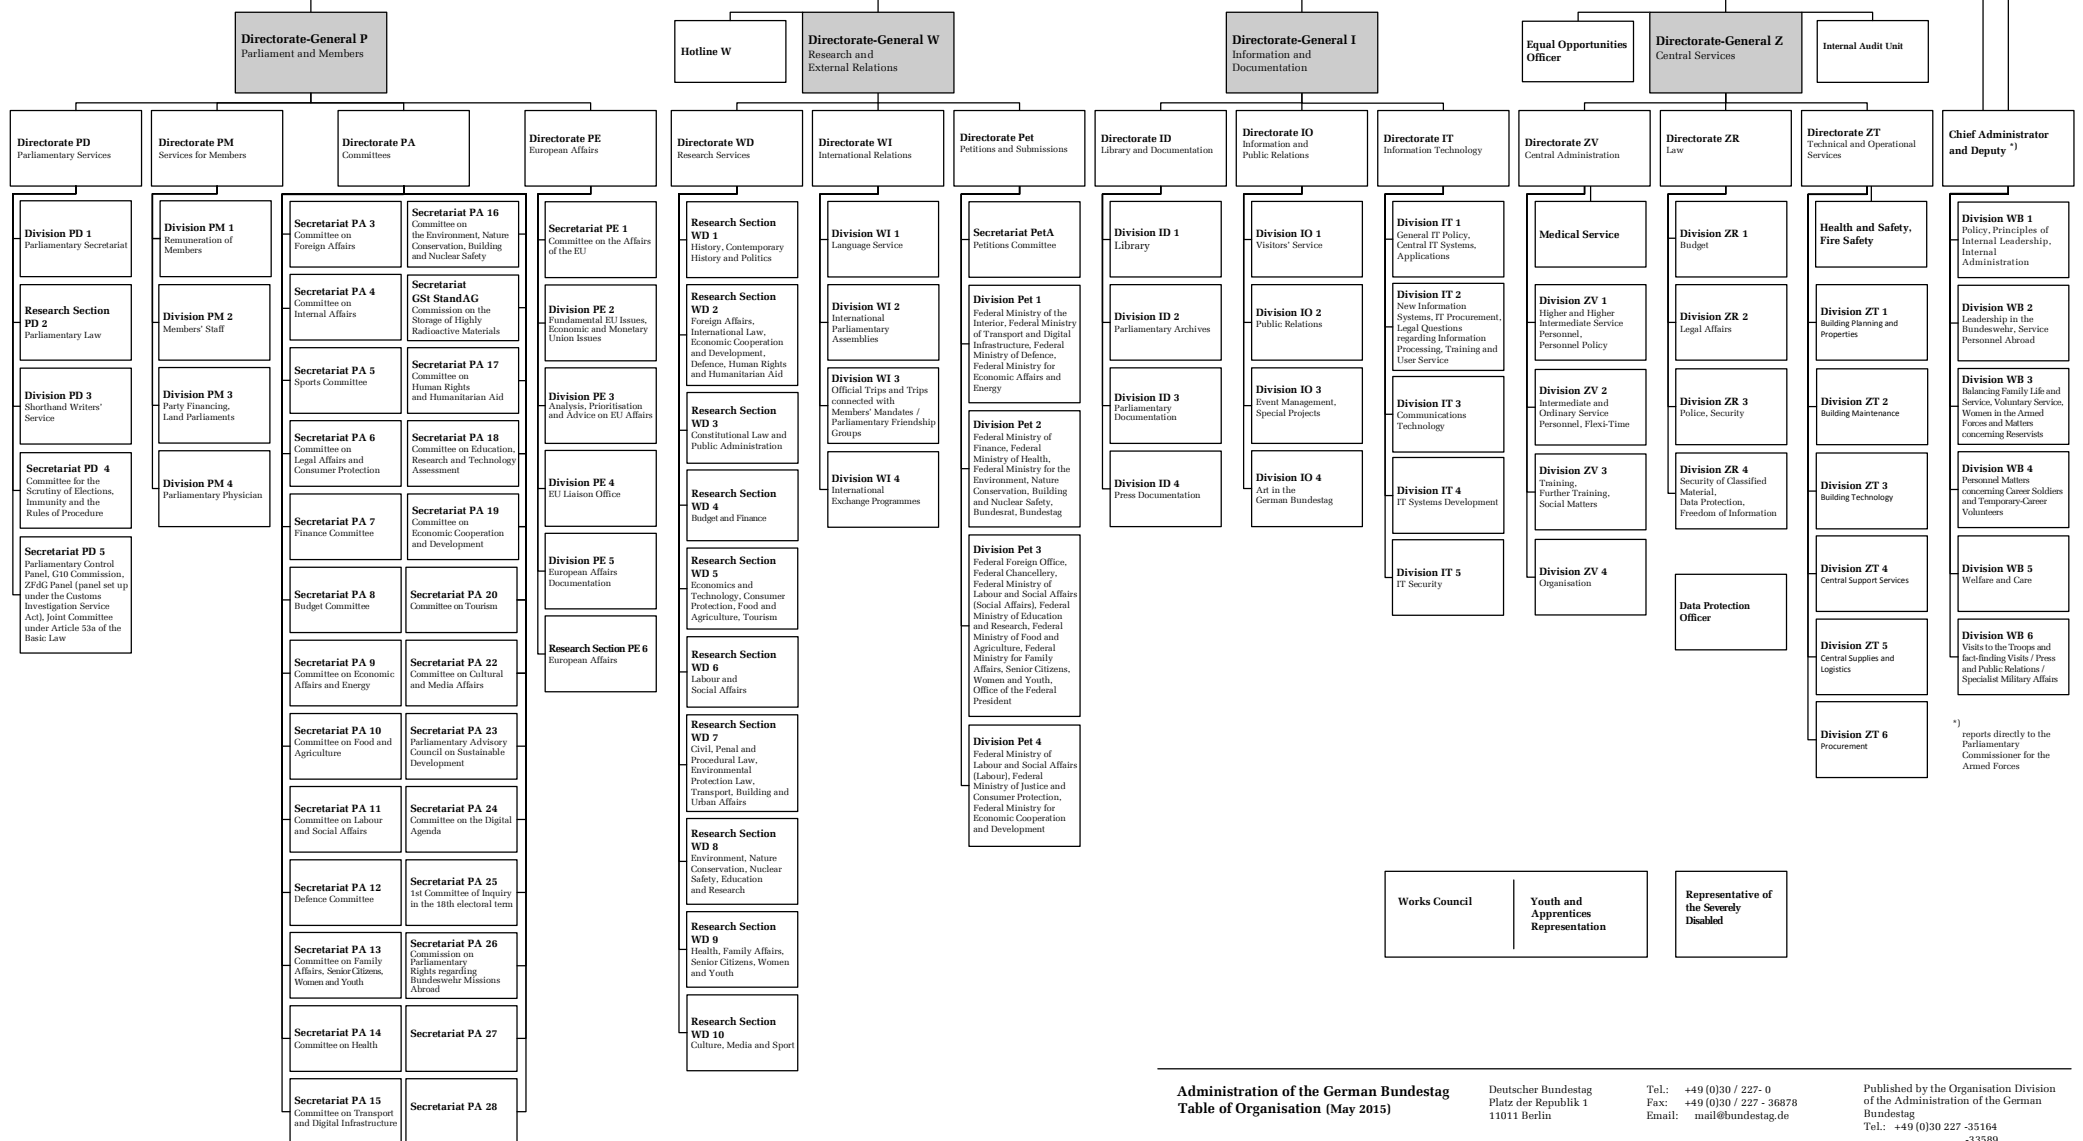 Directorate-General P
Parliament and Members
Hotline W
Directorate-General W
Research and
External Relations
Directorate-General I
Information and
Documentation
Equal Opportunities
Officer
Directorate-General Z
Central Services
Internal Audit Unit
Directorate PD
Parliamentary Services
Directorate PM
Services for Members
Directorate PA
Committees
Directorate PE
European Affairs
Directorate WD
Research Services
Directorate WI
International Relations
Directorate Pet
Petitions and Submissions
Directorate ID
Library and Documentation
Directorate IO
Information and
Public Relations
Directorate IT
Information Technology
Directorate ZV
Central Administration
Directorate ZR
Law
Directorate ZT
Technical and Operational
Services
Chief Administrator
and Deputy *)
Division PD 1
Parliamentary Secretariat
Research Section
PD 2
Parliamentary Law
Division PD 3
Shorthand Writers'
Service
Secretariat PD 4
Committee for the
Scrutiny of Elections,
Immunity and the
Rules of Procedure
Secretariat PD 5
Parliamentary Control
Panel, G10 Commission,
ZFdG Panel (panel set up
under the Customs
Investigation Service
Act), Joint Committee
under Article 53a of the
Basic Law
Division PM 1
Remuneration of
Members
Division PM 2
Members' Staff
Division PM 3
Party Financing,
Land Parliaments
Division PM 4
Parliamentary Physician
Secretariat PA 3
Committee on
Foreign Affairs
Secretariat PA 4
Committee on
Internal Affairs
Secretariat PA 5
Sports Committee
Secretariat PA 6
Committee on
Legal Affairs and
Consumer Protection
Secretariat PA 7
Finance Committee
Secretariat PA 8
Budget Committee
Secretariat PA 9
Committee on Economic
Affairs and Energy
Secretariat PA 10
Committee on Food and
Agriculture
Secretariat PA 11
Committee on Labour
and Social Affairs
Secretariat PA 12
Defence Committee
Secretariat PA 13
Committee on Family
Affairs, Senior Citizens,
Women and Youth
Secretariat PA 14
Committee on Health
Secretariat PA 15
Committee on Transport
and Digital Infrastructure
Secretariat PA 16
Committee on
the Environment, Nature
Conservation, Building
and Nuclear Safety
Secretariat
GSt StandAG
Commission on the
Storage of Highly
Radioactive Materials
Secretariat PA 17
Committee on
Human Rights
and Humanitarian Aid
Secretariat PA 18
Committee on Education,
Research and Technology
Assessment
Secretariat PA 19
Committee on
Economic Cooperation
and Development
Secretariat PA 20
Committee on Tourism
Secretariat PA 22
Committee on Cultural
and Media Affairs
Secretariat PA 23
Parliamentary Advisory
Council on Sustainable
Development
Secretariat PA 24
Committee on the Digital
Agenda
Secretariat PA 25
1st Committee of Inquiry
in the 18th electoral term
Secretariat PA 26
Commission on
Parliamentary
Rights regarding
Bundeswehr Missions
Abroad
Secretariat PA 27
Secretariat PA 28
Secretariat PE 1
Committee on the Affairs
of the EU
Division PE 2
Fundamental EU Issues,
Economic and Monetary
Union Issues
Division PE 3
Analysis, Prioritisation
and Advice on EU Affairs
Division PE 4
EU Liaison Office
Division PE 5
European Affairs
Documentation
Research Section PE 6
European Affairs
Research Section
WD 1
History, Contemporary
History and Politics
Research Section
WD 2
Foreign Affairs,
International Law,
Economic Cooperation
and Development,
Defence, Human Rights
and Humanitarian Aid
Research Section
WD 3
Constitutional Law and
Public Administration
Research Section
WD 4
Budget and Finance
Research Section
WD 5
Economics and
Technology, Consumer
Protection, Food and
Agriculture, Tourism
Research Section
WD 6
Labour and
Social Affairs
Research Section
WD 7
Civil, Penal and
Procedural Law,
Environmental
Protection Law,
Transport, Building and
Urban Affairs
Research Section
WD 8
Environment, Nature
Conservation, Nuclear
Safety, Education
and Research
Research Section
WD 9
Health, Family Affairs,
Senior Citizens, Women
and Youth
Research Section
WD 10
Culture, Media and Sport
Division WI 1
Language Service
Division WI 2
International
Parliamentary
Assemblies
Division WI 3
Official Trips and Trips
connected with
Members' Mandates /
Parliamentary Friendship
Groups
Division WI 4
International
Exchange Programmes
Secretariat PetA
Petitions Committee
Division Pet 1
Federal Ministry of the
Interior, Federal Ministry
of Transport and Digital
Infrastructure, Federal
Ministry of Defence,
Federal Ministry for
Economic Affairs and
Energy
Division Pet 2
Federal Ministry of
Finance, Federal
Ministry of Health,
Federal Ministry for the
Environment, Nature
Conservation, Building
and Nuclear Safety,
Bundesrat, Bundestag
Division Pet 3
Federal Foreign Office,
Federal Chancellery,
Federal Ministry of
Labour and Social Affairs
(Social Affairs), Federal
Ministry of Education
and Research, Federal
Ministry of Food and
Agriculture, Federal
Ministry for Family
Affairs, Senior Citizens,
Women and Youth,
Office of the Federal
President
Division Pet 4
Federal Ministry of
Labour and Social Affairs
(Labour), Federal
Ministry of Justice and
Consumer Protection,
Federal Ministry for
Economic Cooperation
and Development
Division ID 1
Library
Division ID 2
Parliamentary Archives
Division ID 3
Parliamentary
Documentation
Division ID 4
Press Documentation
Division IO 1
Visitors' Service
Division IO 2
Public Relations
Division IO 3
Event Management,
Special Projects
Division IO 4
Art in the
German Bundestag
Division IT 1
General IT Policy,
Central IT Systems,
Applications
Division IT 2
New Information
Systems, IT Procurement,
Legal Questions
regarding Information
Processing, Training and
User Service
Division IT 3
Communications
Technology
Division IT 4
IT Systems Development
Division IT 5
IT Security
Medical Service
Division ZV 1
Higher and Higher
Intermediate Service
Personnel,
Personnel Policy
Division ZV 2
Intermediate and
Ordinary Service
Personnel, Flexi-Time
Division ZV 3
Training,
Further Training,
Social Matters
Division ZV 4
Organisation
Division ZR 1
Budget
Division ZR 2
Legal Affairs
Division ZR 3
Police, Security
Division ZR 4
Security of Classified
Material,
Data Protection,
Freedom of Information
Data Protection
Officer
Health and Safety,
Fire Safety
Division ZT 1
Building Planning and
Properties
Division ZT 2
Building Maintenance
Division ZT 3
Building Technology
Division ZT 4
Central Support Services
Division ZT 5
Central Supplies and
Logistics
Division ZT 6
Procurement
Division WB 1
Policy, Principles of
Internal Leadership,
Internal
Administration
Division WB 2
Leadership in the
Bundeswehr, Service
Personnel Abroad
Division WB 3
Balancing Family Life and
Service, Voluntary Service,
Women in the Armed
Forces and Matters
concerning Reservists
Division WB 4
Personnel Matters
concerning Career Soldiers
and Temporary-Career
Volunteers
Division WB 5
Welfare and Care
Division WB 6
Visits to the Troops and
fact-finding Visits / Press
and Public Relations /
Specialist Military Affairs
*)
reports directly to the
Parliamentary
Commissioner for the
Armed Forces
Works Council
Youth and
Apprentices
Representation
Representative of
the Severely
Disabled
Administration of the German Bundestag
Table of Organisation (May 2015)
Deutscher Bundestag
Platz der Republik 1
11011 Berlin
Tel.: +49 (0)30 / 227- 0
Fax: +49 (0)30 / 227 - 36878
Email: mail@bundestag.de
Published by the Organisation Division
of the Administration of the German
Bundestag
Tel.: +49 (0)30 227 -35164
-33589